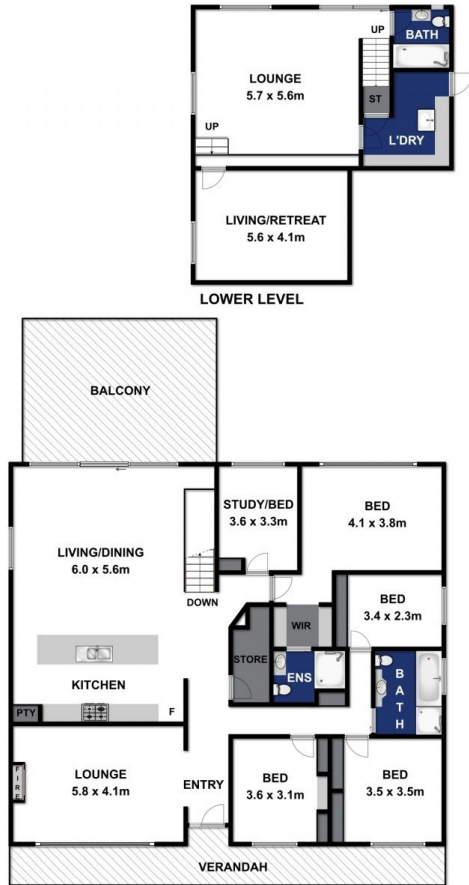 UP
BATH
LOUNGE
5.7 x 5.6m
ST
UP
L'DRY
LIVING/RETREAT
5.6 x 4.1m
LOWER LEVEL
BALCONY
STUDY/BED
3.6 x 3.3m
BED
4.1 x 3.8m
LIVING/DINING
6.0 x 5.6m
DOWN
BED
3.4 x 2.3m
WIR
STORE
ENS
BATH
KITCHEN
PTY
F
LOUNGE
5.8 x 4.1m
FIRE
ENTRY
BED
3.6 x 3.1m
BED
3.5 x 3.5m
VERANDAH